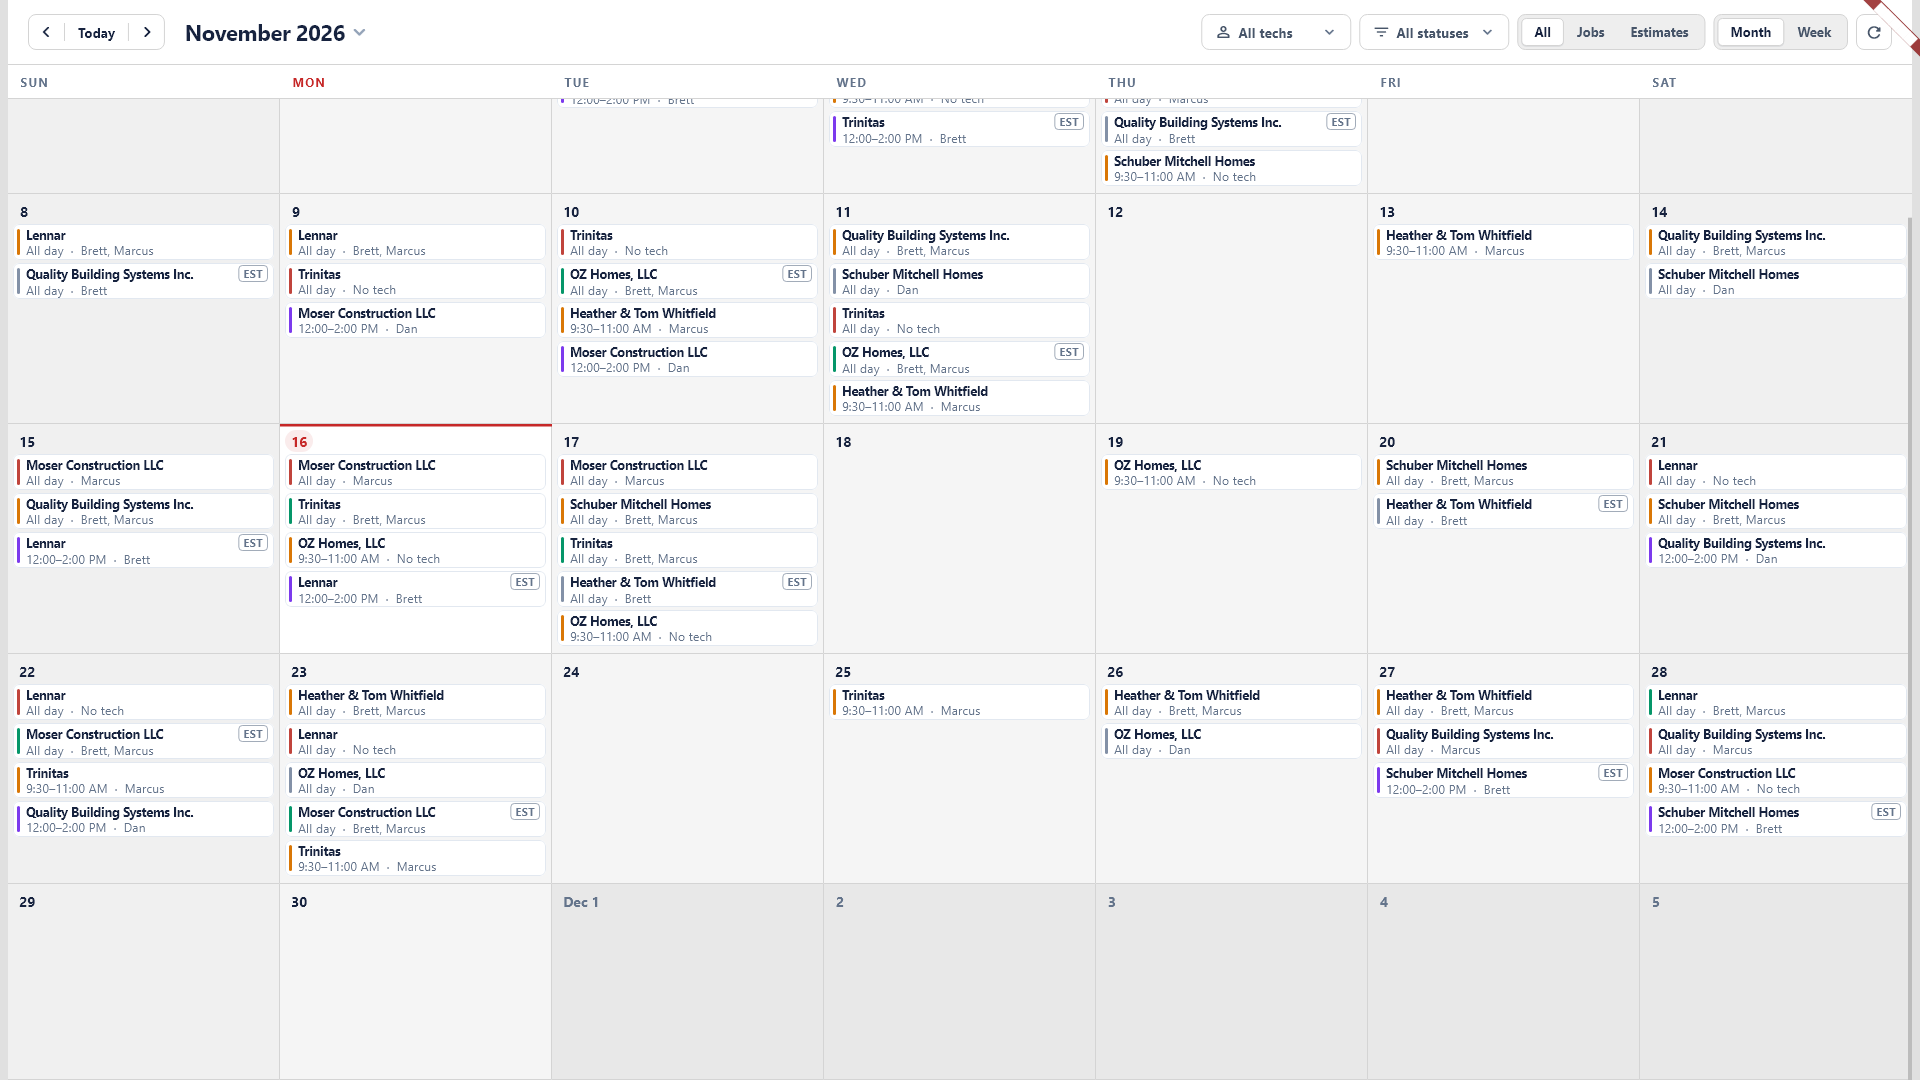 Today
November 2026
All techs
All statuses
All
Jobs
Estimates
Month
Week
SUN
MON
TUE
WED
THU
FRI
SAT
12:00–2:00 PM · Brett
9:30–11:00 AM · No tech
Trinitas
EST
12:00–2:00 PM · Brett
All day · Marcus
Quality Building Systems Inc.
EST
All day · Brett
Schuber Mitchell Homes
9:30–11:00 AM · No tech
8
Lennar
All day · Brett, Marcus
Quality Building Systems Inc.
EST
All day · Brett
9
Lennar
All day · Brett, Marcus
Trinitas
All day · No tech
Moser Construction LLC
12:00–2:00 PM · Dan
10
Trinitas
All day · No tech
OZ Homes, LLC
EST
All day · Brett, Marcus
Heather & Tom Whitfield
9:30–11:00 AM · Marcus
Moser Construction LLC
12:00–2:00 PM · Dan
11
Quality Building Systems Inc.
All day · Brett, Marcus
Schuber Mitchell Homes
All day · Dan
Trinitas
All day · No tech
OZ Homes, LLC
EST
All day · Brett, Marcus
Heather & Tom Whitfield
9:30–11:00 AM · Marcus
12
13
Heather & Tom Whitfield
9:30–11:00 AM · Marcus
14
Quality Building Systems Inc.
All day · Brett, Marcus
Schuber Mitchell Homes
All day · Dan
15
Moser Construction LLC
All day · Marcus
Quality Building Systems Inc.
All day · Brett, Marcus
Lennar
EST
12:00–2:00 PM · Brett
16
Moser Construction LLC
All day · Marcus
Trinitas
All day · Brett, Marcus
OZ Homes, LLC
9:30–11:00 AM · No tech
Lennar
EST
12:00–2:00 PM · Brett
17
Moser Construction LLC
All day · Marcus
Schuber Mitchell Homes
All day · Brett, Marcus
Trinitas
All day · Brett, Marcus
Heather & Tom Whitfield
EST
All day · Brett
OZ Homes, LLC
9:30–11:00 AM · No tech
18
19
OZ Homes, LLC
9:30–11:00 AM · No tech
20
Schuber Mitchell Homes
All day · Brett, Marcus
Heather & Tom Whitfield
EST
All day · Brett
21
Lennar
All day · No tech
Schuber Mitchell Homes
All day · Brett, Marcus
Quality Building Systems Inc.
12:00–2:00 PM · Dan
22
Lennar
All day · No tech
Moser Construction LLC
EST
All day · Brett, Marcus
Trinitas
9:30–11:00 AM · Marcus
Quality Building Systems Inc.
12:00–2:00 PM · Dan
23
Heather & Tom Whitfield
All day · Brett, Marcus
Lennar
All day · No tech
OZ Homes, LLC
All day · Dan
Moser Construction LLC
EST
All day · Brett, Marcus
Trinitas
9:30–11:00 AM · Marcus
24
25
Trinitas
9:30–11:00 AM · Marcus
26
Heather & Tom Whitfield
All day · Brett, Marcus
OZ Homes, LLC
All day · Dan
27
Heather & Tom Whitfield
All day · Brett, Marcus
Quality Building Systems Inc.
All day · Marcus
Schuber Mitchell Homes
EST
12:00–2:00 PM · Brett
28
Lennar
All day · Brett, Marcus
Quality Building Systems Inc.
All day · Marcus
Moser Construction LLC
9:30–11:00 AM · No tech
Schuber Mitchell Homes
EST
12:00–2:00 PM · Brett
29
30
Dec 1
2
3
4
5